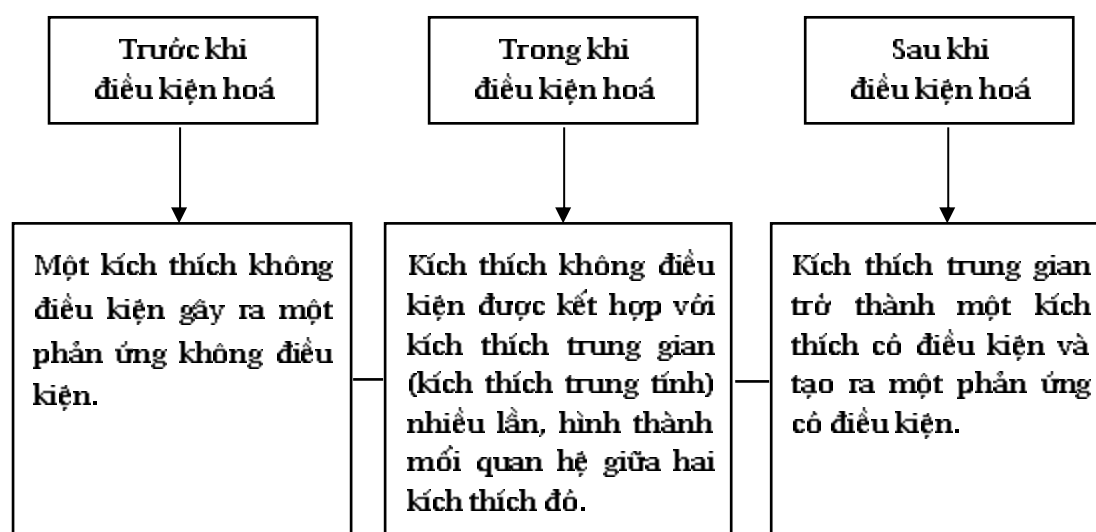 Trước khi
điều kiện hoá
Trong khi
điều kiện hoá
Sau khi
điều kiện hoá
Một kích thích không
điều kiện gây ra một
phản ứng không điều
kiện.
Kích thích không điều
kiện được kết hợp với
kích thích trung gian
(kích thích trung tính)
nhiều lần, hình thành
mối quan hệ giữa hai
kích thích đó.
Kích thích trung gian
trở thành một kích
thích có điều kiện và
tạo ra một phản ứng
có điều kiện.